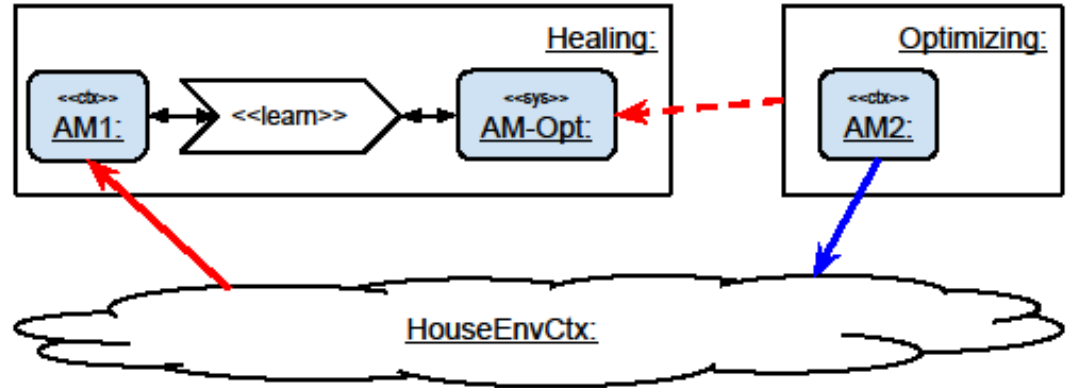 Healing:
Optimizing:
<<ctx>>
AM1:
<<learn>>
<<sys>>
AM-Opt:
<<ctx>>
AM2:
HouseEnvCtx: